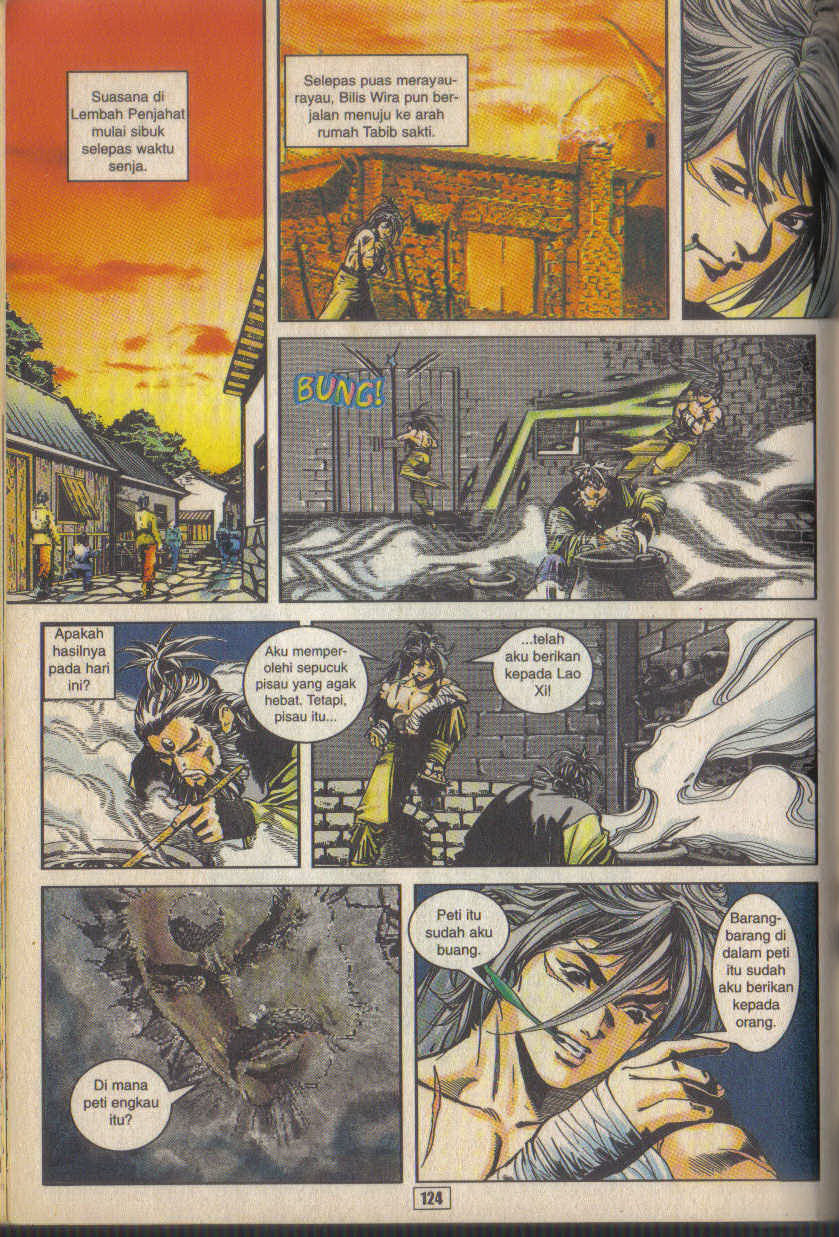 Suasana di
Lembah Penjahat
mulai sibuk
selepas waktu
senja.
Selepas puas merayau-
rayau, Bilis Wira pun ber-
jalan menuju ke arah
rumah Tabib sakti.
BUNG!
Apakah
hasilnya
pada hari
ini?
Aku memper-
olehi sepucuk
pisau yang agak
hebat. Tetapi,
pisau itu...
...telah
aku berikan
kepada Lao
Xi!
Di mana
peti engkau
itu?
Peti itu
sudah aku
buang.
Barang-
barang di
dalam peti
itu sudah
aku berikan
kepada
orang.
124